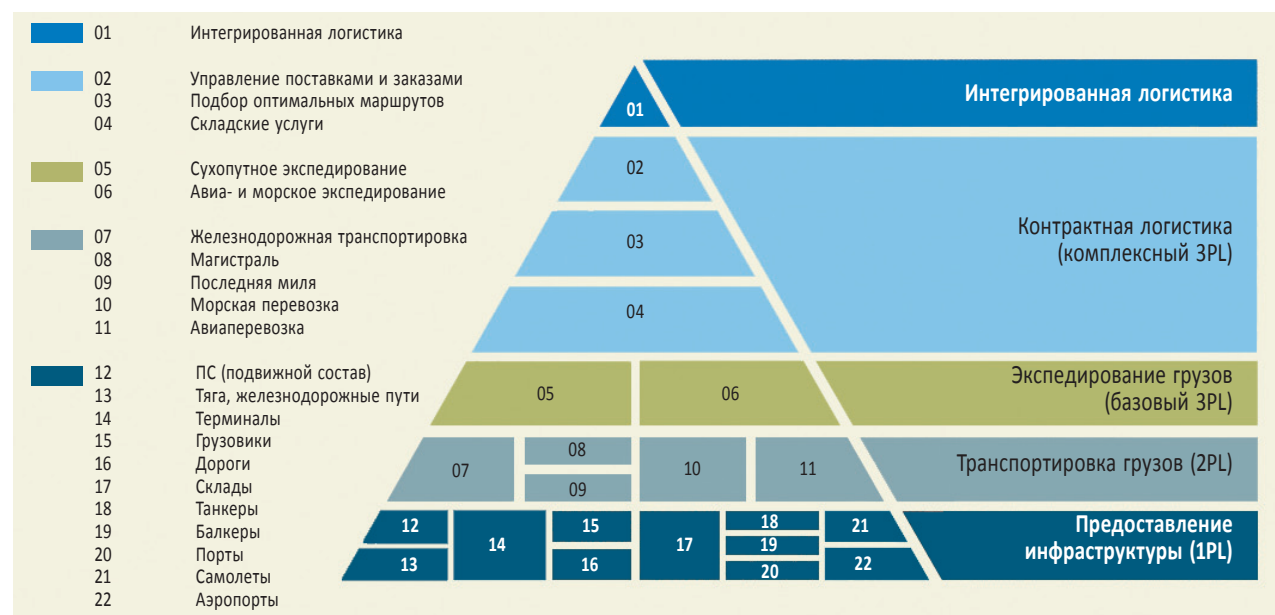 01 Интегрированная логистика
02 Управление поставками и заказами
03 Подбор оптимальных маршрутов
04 Складские услуги
05 Сухопутное экспедирование
06 Авиа- и морское экспедирование
07 Железнодорожная транспортировка
08 Магистраль
09 Последняя миля
10 Морская перевозка
11 Авиаперевозка
12 ПС (подвижной состав)
13 Тяга, железнодорожные пути
14 Терминалы
15 Грузовики
16 Дороги
17 Склады
18 Танкеры
19 Балкеры
20 Порты
21 Самолеты
22 Аэропорты
01
Интегрированная логистика
02
03
04
Контрактная логистика
(комплексный 3PL)
05 06
Экспедирование грузов
(базовый 3PL)
07
08
09
10
11
Транспортировка грузов (2PL)
12
13
14
15
16
17
18
19
20
21
22
Предоставление
инфраструктуры (1PL)